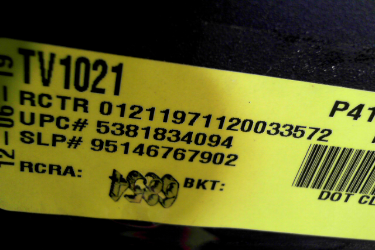 12-06-19
TV1021
RCTR 01211971120033572
UPC# 5381834094
SLP# 95146767902
RCRA:
BKT:
P41
DOT CL